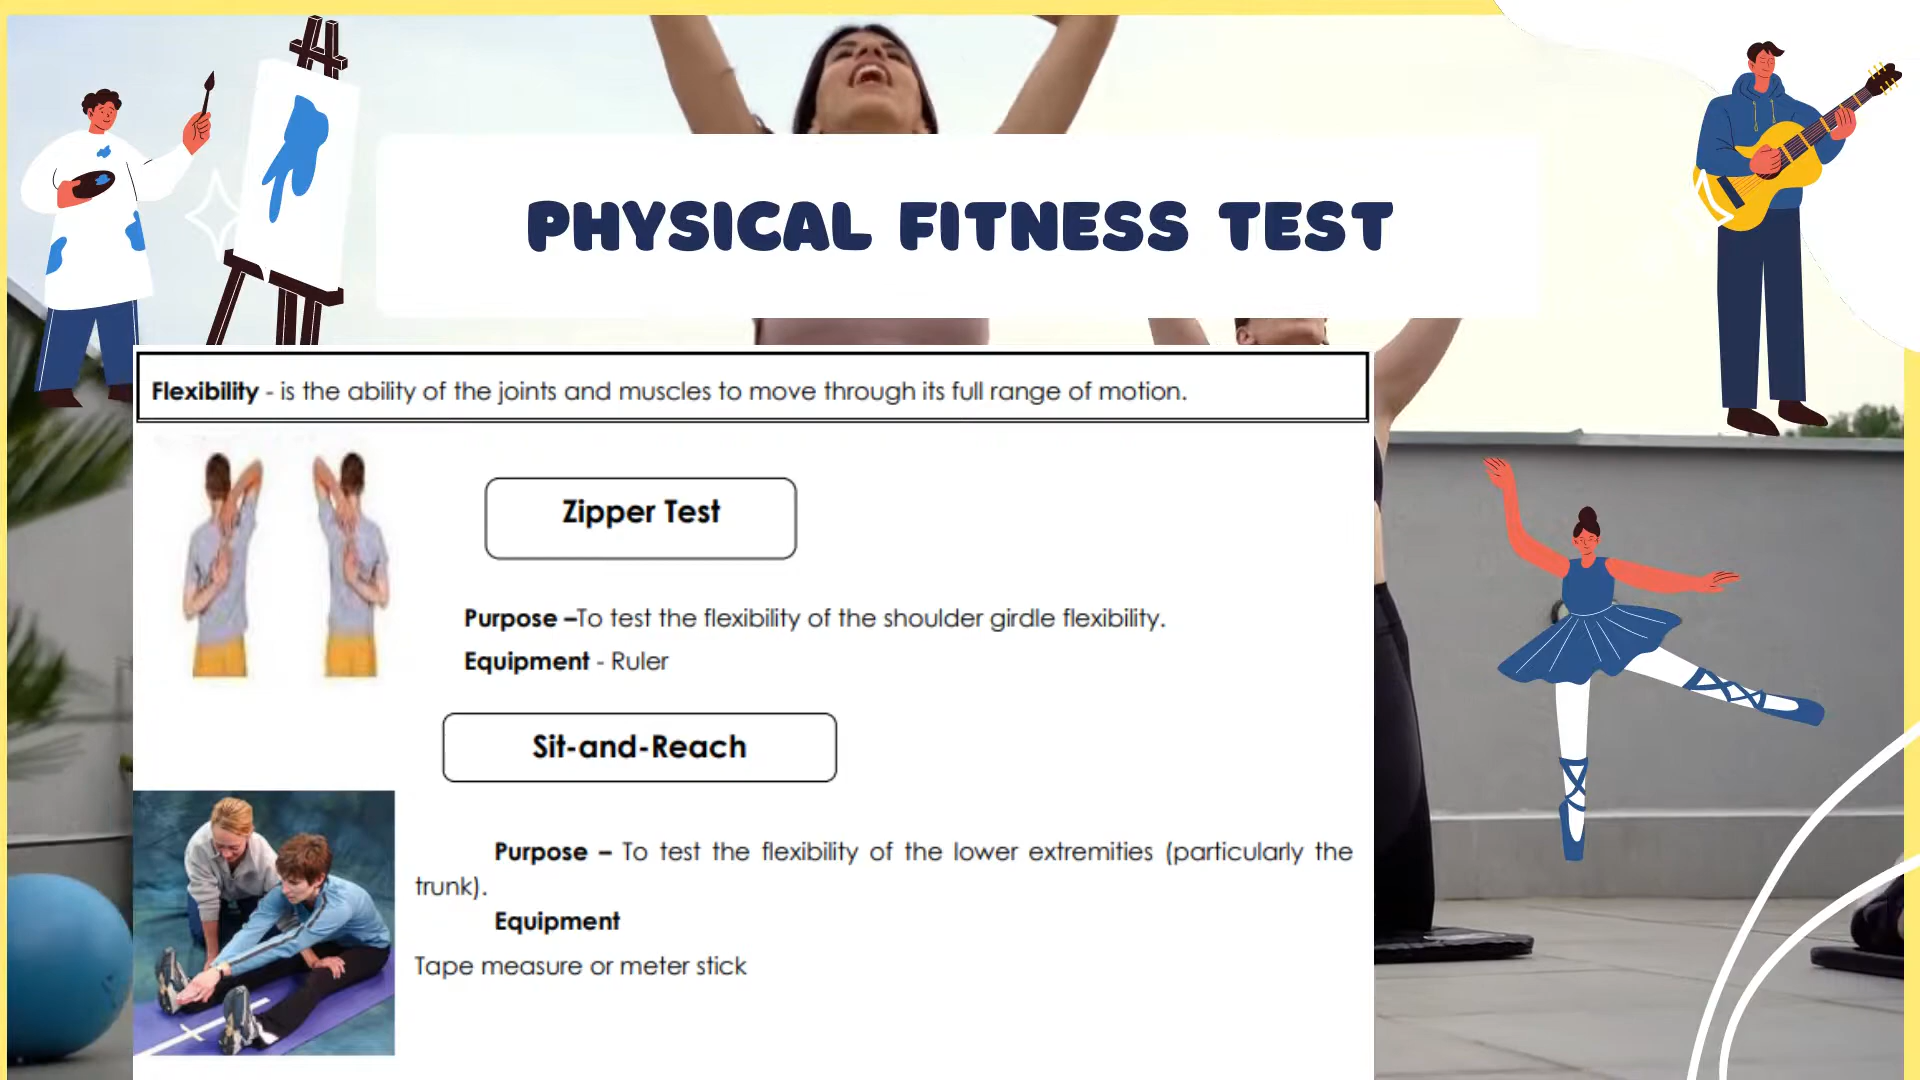 PHYSICAL FITNESS TEST
Flexibility - is the ability of the joints and muscles to move through its full range of motion.
Zipper Test
Purpose –To test the flexibility of the shoulder girdle flexibility.
Equipment - Ruler
Sit-and-Reach
Purpose – To test the flexibility of the lower extremities (particularly the
trunk).
Equipment
Tape measure or meter stick